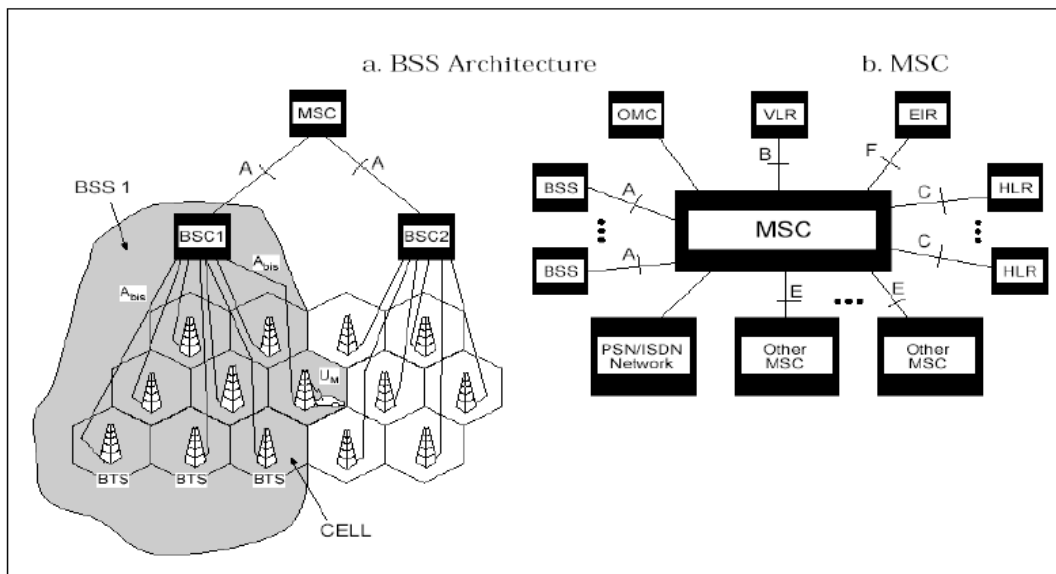 a. BSS Architecture
MSC
A
A
BSS 1
BSC1
BSC2
Abis
Abis
UM
BTS
BTS
BTS
CELL
b. MSC
OMC
VLR
EIR
B
F
BSS
A
C
HLR
MSC
BSS
A
C
HLR
E
E
PSN/ISDN
Network
Other
MSC
Other
MSC